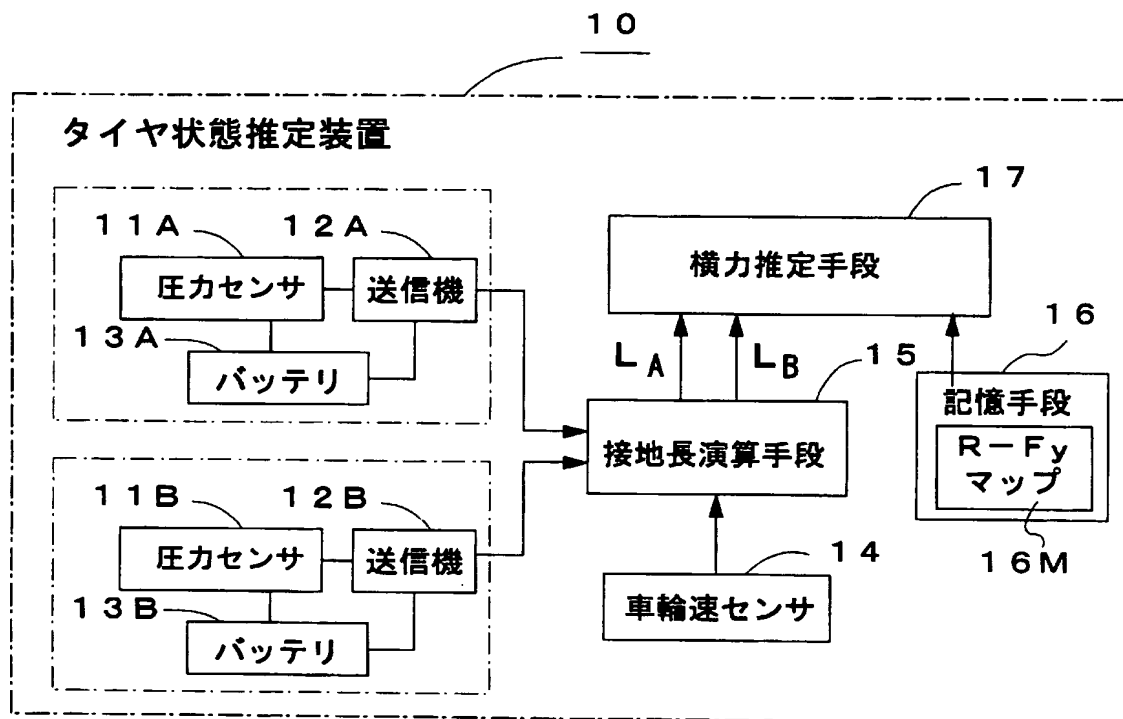 １０
タイヤ状態推定装置
１１A
１２A
圧力センサ
送信機
１３A
バッテリ
１１B
１２B
圧力センサ
送信機
１３B
バッテリ
１７
横力推定手段
LA
LB
１５
接地長演算手段
１６
記憶手段
R－Fy
マップ
１６M
１４
車輪速センサ